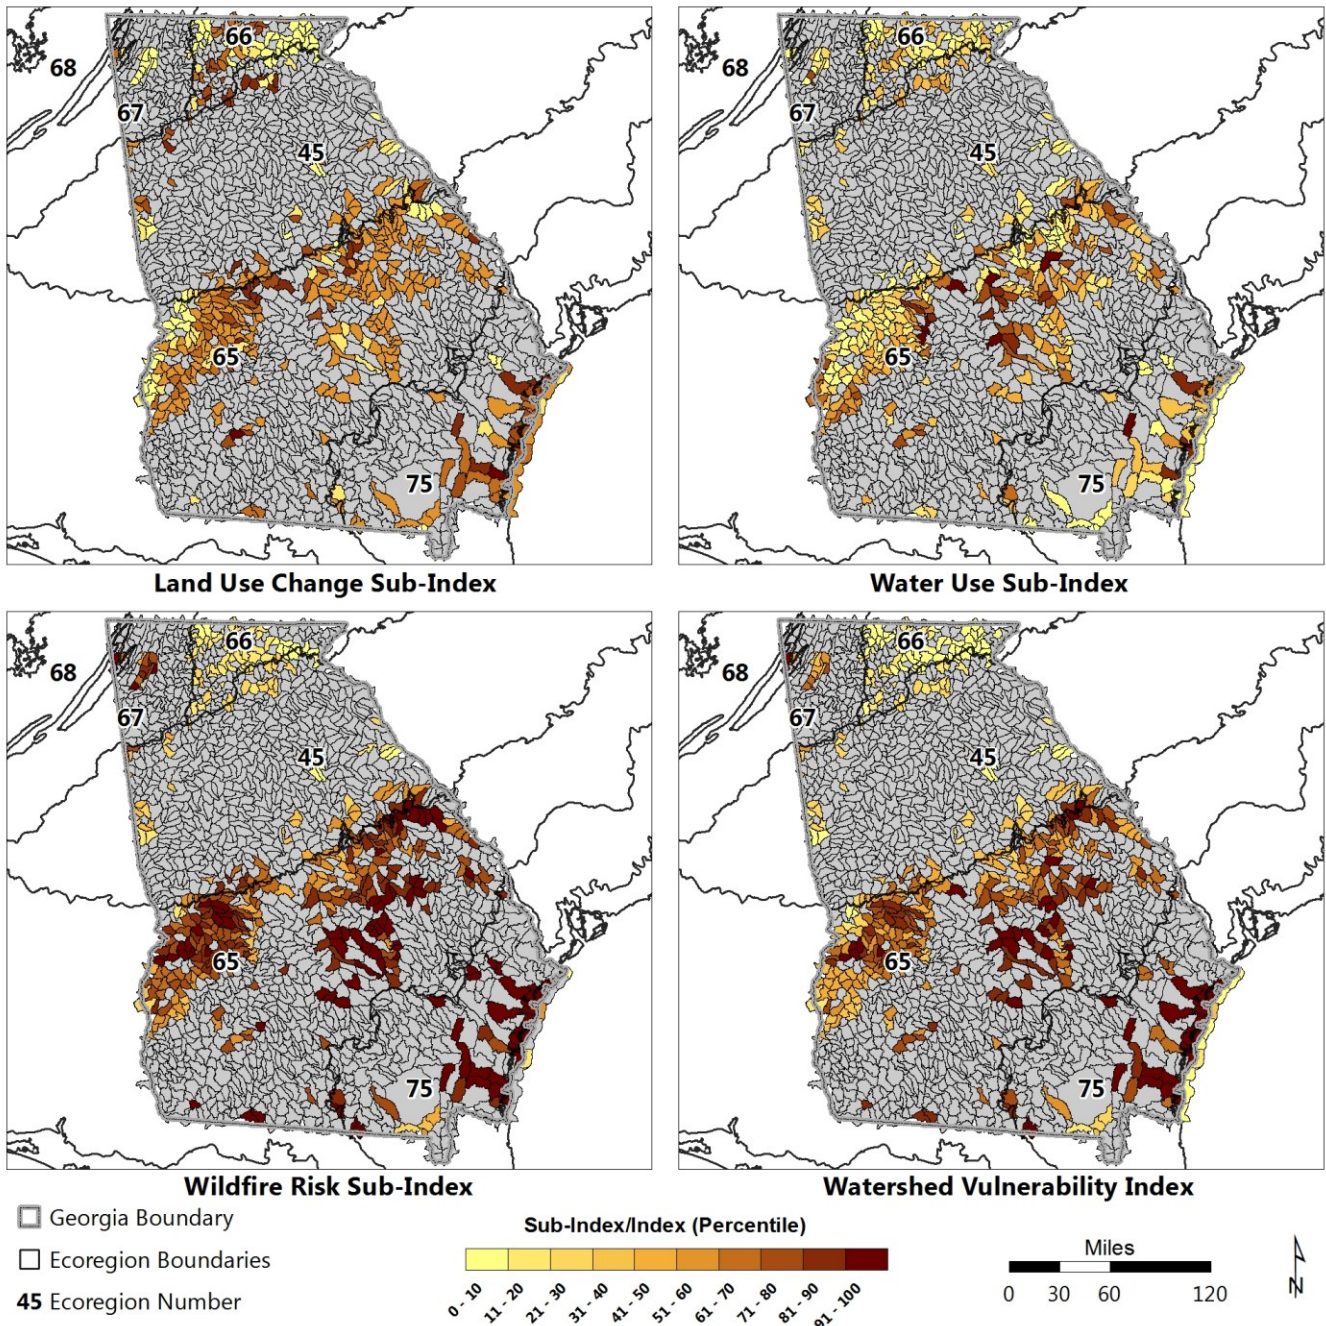 66
68
67
45
65
75
Land Use Change Sub-Index
66
68
67
45
65
75
Water Use Sub-Index
66
68
67
45
65
75
Wildfire Risk Sub-Index
66
68
67
45
65
75
Watershed Vulnerability Index
Georgia Boundary
Ecoregion Boundaries
45 Ecoregion Number
Sub-Index/Index (Percentile)
0 - 10 11 - 20 21 - 30 31 - 40 41 - 50 51 - 60 61 - 70 71 - 80 81 - 90 91 - 100
Miles
0 30 60 120
N